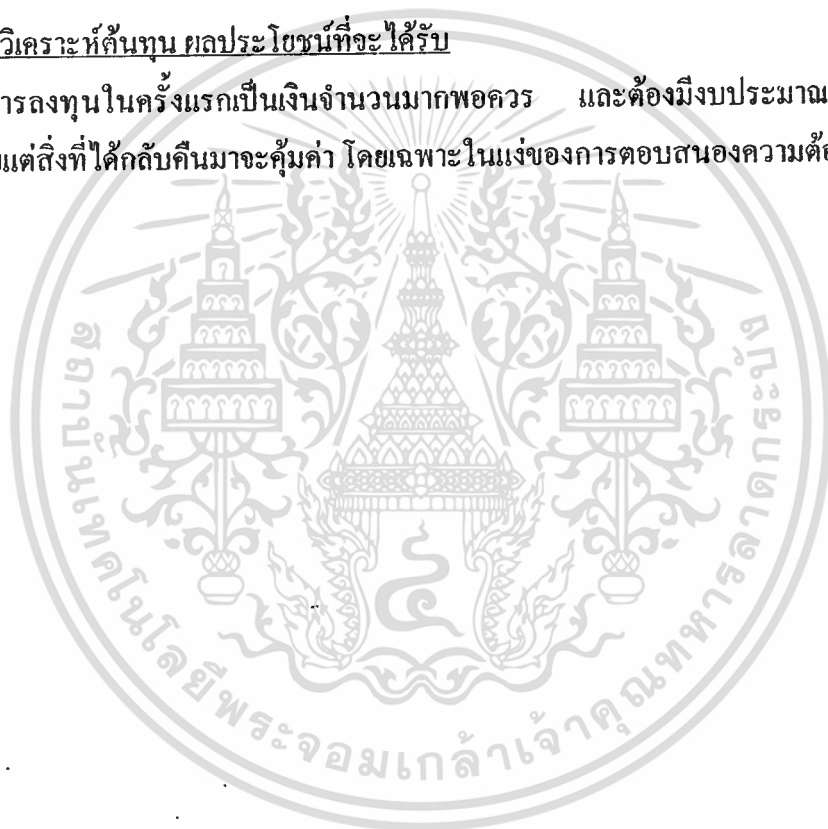 วิเคราะห์ต้นทุน ผลประโยชน์ที่จะได้รับ
การลงทุนในครั้งแรกเป็นเงินจำนวนมากพอควร และต้องมีงบประมาณ
แต่สิ่งที่ได้กลับคืนมาจะคุ้มค่า โดยเฉพาะในแง่ของการตอบสนองความต้อ
สถาบันเทคโนโลยีพระจอมเกล้าเจ้าคุณทหารลาดกระบัง